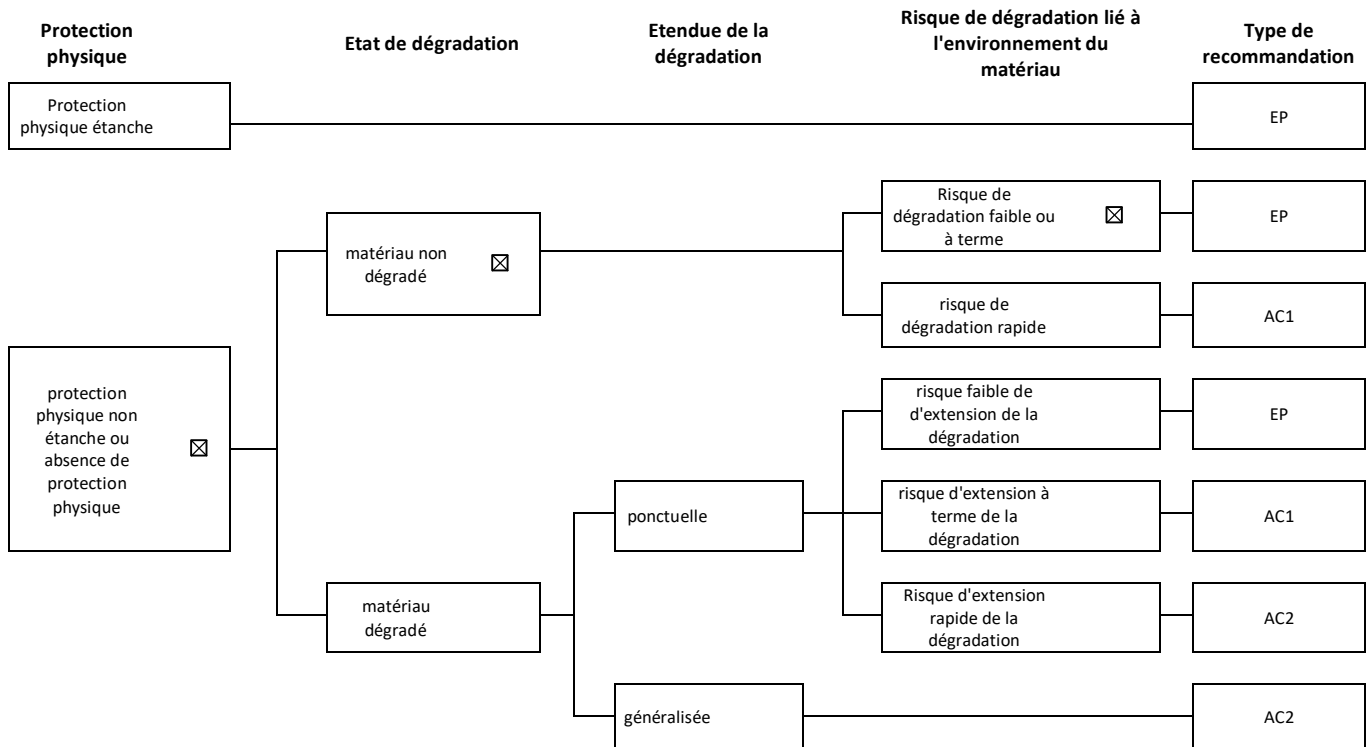 Protection
physique
Etat de dégradation
Etendue de la
dégradation
Risque de dégradation lié à
l'environnement du
matériau
Type de
recommandation
Protection
physique étanche
EP
protection
physique non
étanche ou
absence de
protection
physique
☒
matériau non
dégradé
☒
Risque de
dégradation faible ou
à terme
☒
EP
risque de
dégradation rapide
AC1
matériau
dégradé
ponctuelle
risque faible de
d'extension de la
dégradation
EP
risque d'extension à
terme de la
dégradation
AC1
Risque d'extension
rapide de la
dégradation
AC2
généralisée
AC2